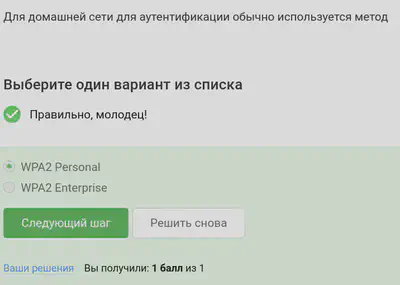 Для домашней сети для аутентификации обычно используется метод
Выберите один вариант из списка
Правильно, молодец!
WPA2 Personal
WPA2 Enterprise
Следующий шаг Решить снова
Ваши решения Вы получили: 1 балл из 1